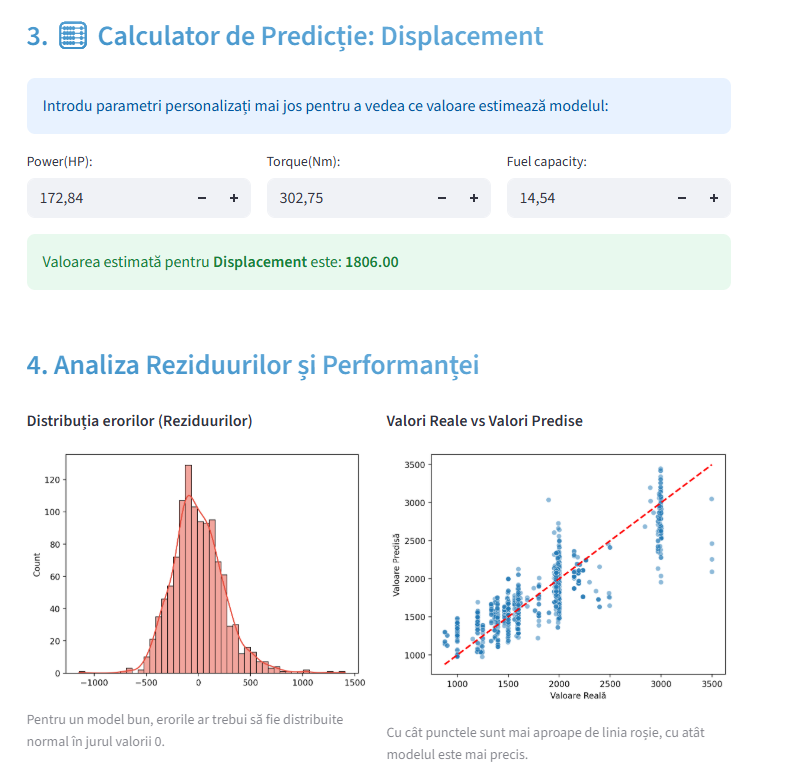 3. Calculator de Predicție: Displacement
Introdu parametri personalizați mai jos pentru a vedea ce valoare estimează modelul:
Power(HP): Torque(Nm): Fuel capacity:
172,84 − + 302,75 − + 14,54 − +
Valoarea estimată pentru Displacement este: 1806.00
4. Analiza Reziduurilor și Performanței
Distribuția erorilor (Reziduurilor)
Count
120
100
80
60
40
20
0
−1000 −500 0 500 1000 1500
Pentru un model bun, erorile ar trebui să fie distribuite
normal în jurul valorii 0.
Valori Reale vs Valori Predise
Valoare Predisă
3500
3000
2500
2000
1500
1000
1000 1500 2000 2500 3000 3500
Valoare Reală
Cu cât punctele sunt mai aproape de linia roșie, cu atât
modelul este mai precis.